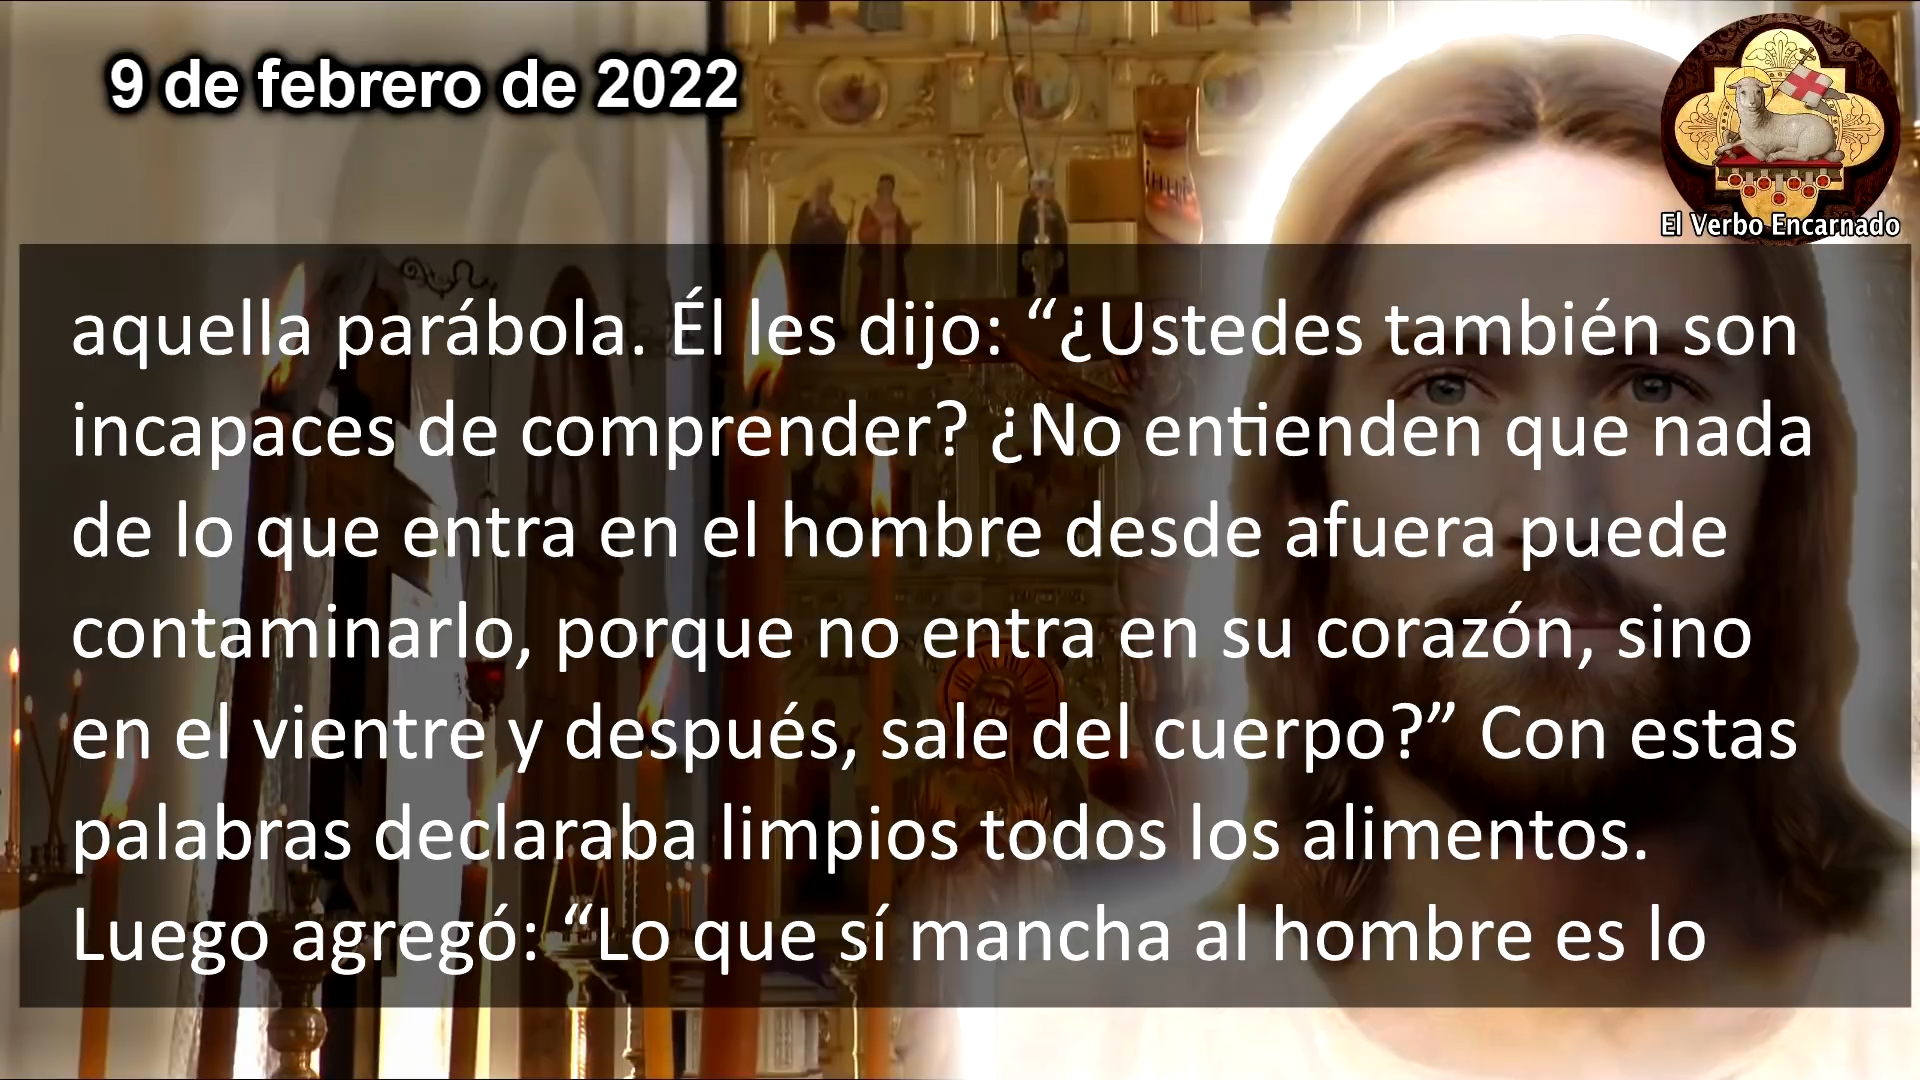 9 de febrero de 2022
El Verbo Encarnado
aquella parábola. Él les dijo: “¿Ustedes también son
incapaces de comprender? ¿No entienden que nada
de lo que entra en el hombre desde afuera puede
contaminarlo, porque no entra en su corazón, sino
en el vientre y después, sale del cuerpo?” Con estas
palabras declaraba limpios todos los alimentos.
Luego agregó: “Lo que sí mancha al hombre es lo